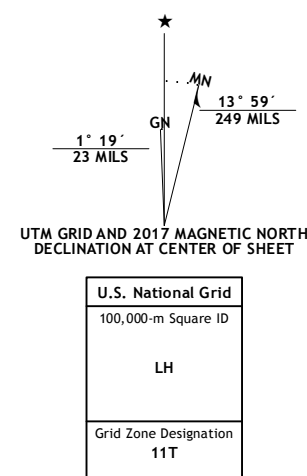 MN
GN
13° 59´
249 MILS
1° 19´
23 MILS
UTM GRID AND 2017 MAGNETIC NORTH
DECLINATION AT CENTER OF SHEET
U.S. National Grid
100,000-m Square ID
LH
Grid Zone Designation
11T